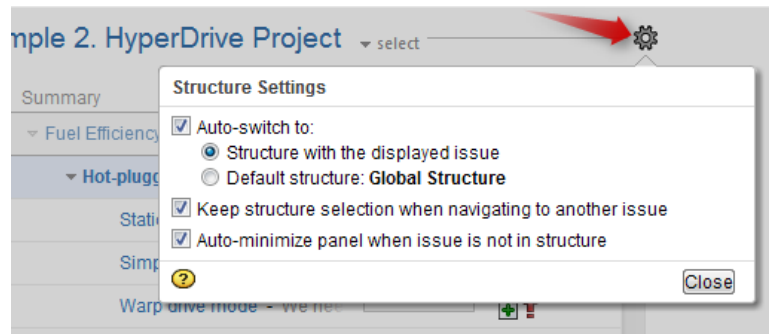 mple 2. HyperDrive Project select
Structure Settings
Summary
Auto-switch to:
Fuel Efficiency
Structure with the displayed issue
Default structure: Global Structure
Hot-plugg
Keep structure selection when navigating to another issue
Stati
Auto-minimize panel when issue is not in structure
Simp
? Close
Warp drive mode - We nee